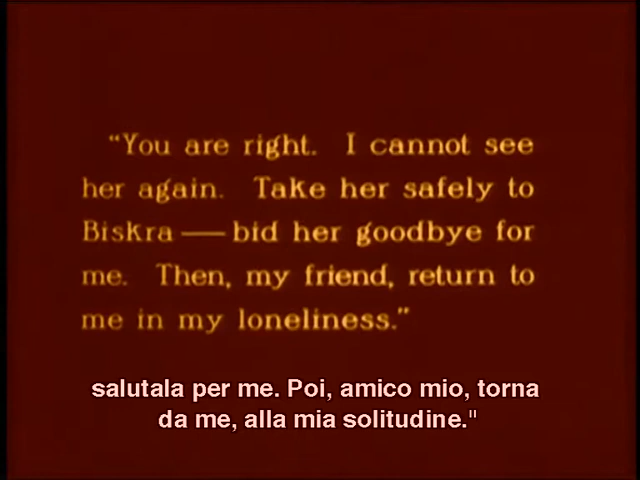 “You are right. I cannot see
her again. Take her safely to
Biskra — bid her goodbye for
me. Then, my friend, return to
me in my loneliness.”
salutala per me. Poi, amico mio, torna
da me, alla mia solitudine."